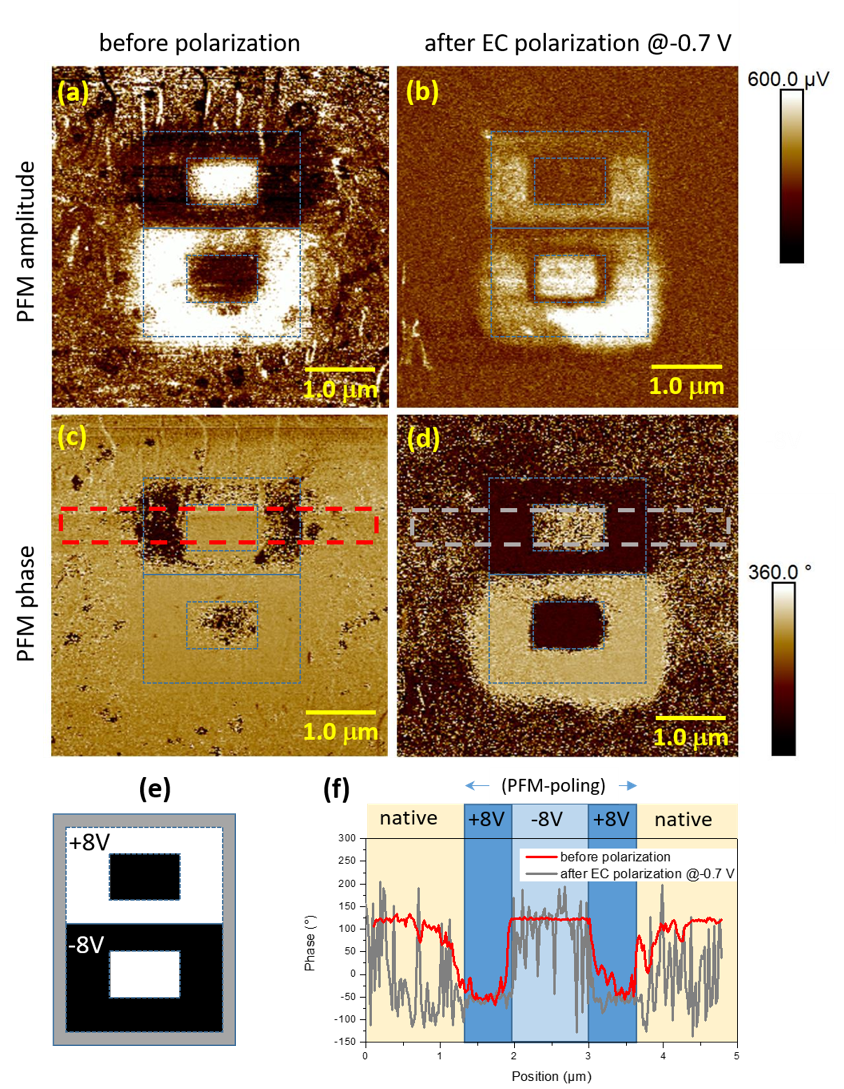 before polarization
after EC polarization @-0.7 V
PFM amplitude
(a)
(b)
600.0 µV
1.0 µm
1.0 µm
PFM phase
(c)
(d)
360.0 °
1.0 µm
1.0 µm
(e)
+8V
-8V
(f)
(PFM-poling)
native
+8V
-8V
+8V
native
before polarization
after EC polarization @-0.7 V
Phase (°)
300
250
200
150
100
50
0
-50
-100
-150
0
1
2
3
4
5
Position (µm)